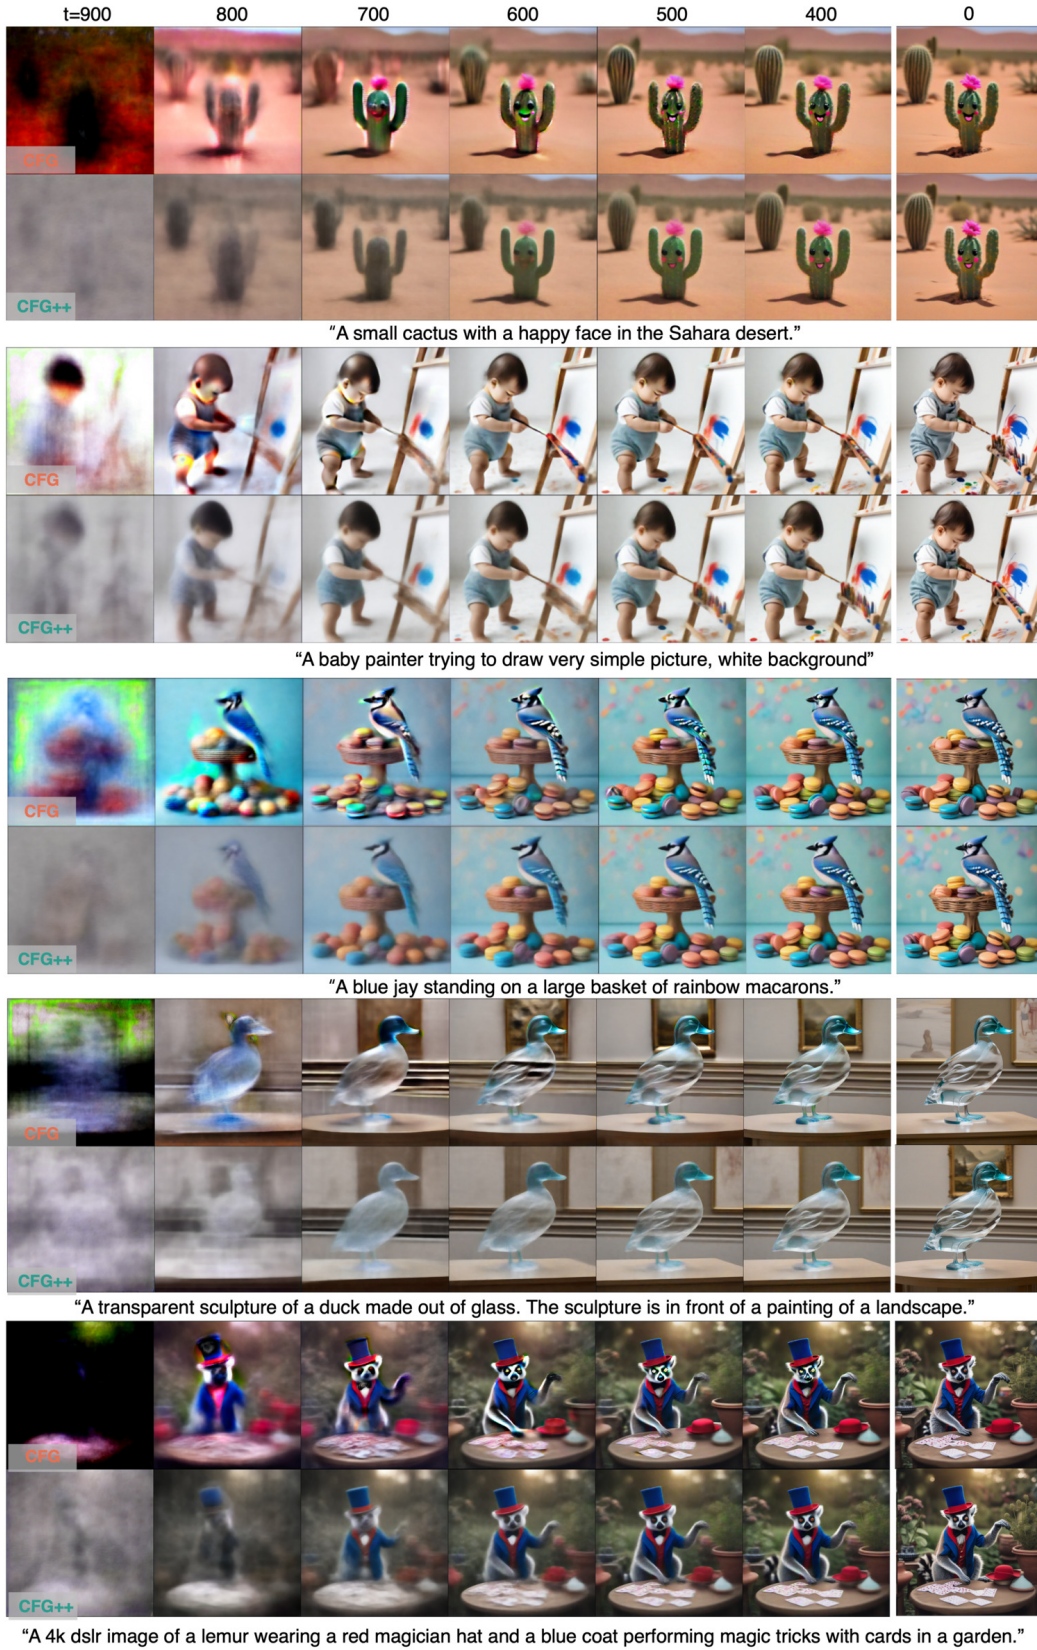 t=900 800 700 600 500 400 0
CFG
CFG++
“A small cactus with a happy face in the Sahara desert.”
CFG
CFG++
“A baby painter trying to draw very simple picture, white background”
CFG
CFG++
“A blue jay standing on a large basket of rainbow macarons.”
CFG
CFG++
“A transparent sculpture of a duck made out of glass. The sculpture is in front of a painting of a landscape.”
CFG
CFG++
“A 4k dslr image of a lemur wearing a red magician hat and a blue coat performing magic tricks with cards in a garden.”